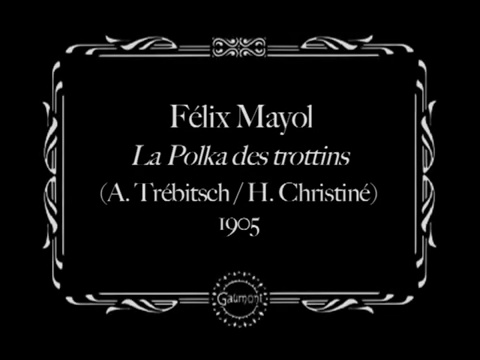 Félix Mayol
La Polka des trottins
(A. Trébitsch / H. Christiné)
1905
Gaumont